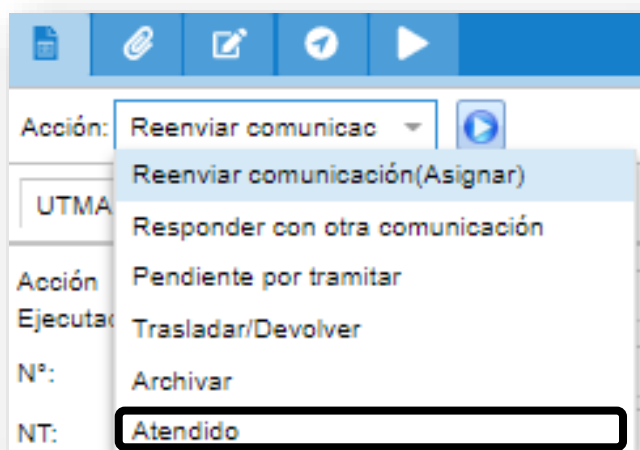 Acción: Reenviar comunicac
Reenviar comunicación(Asignar)
UTMA
Responder con otra comunicación
Acción
Pendiente por tramitar
Ejecutad
Trasladar/Devolver
N°:
Archivar
NT:
Atendido